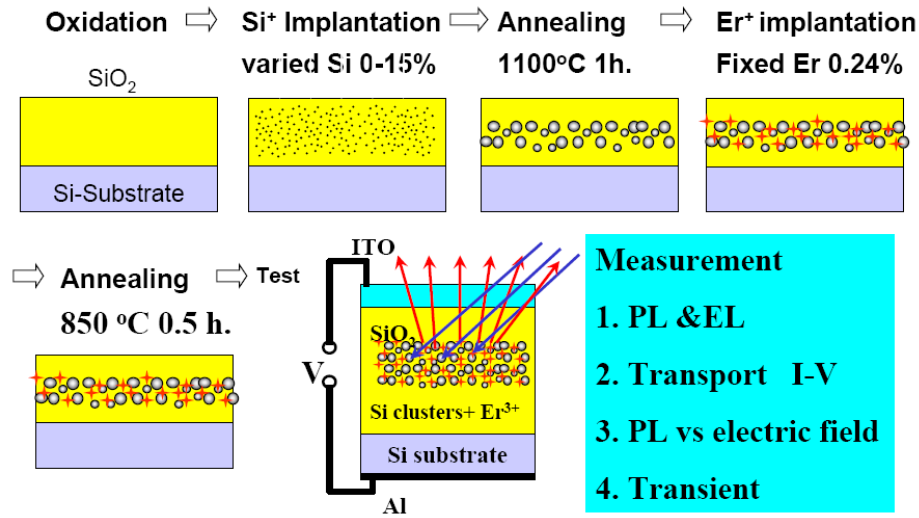 Oxidation ⇨ Si⁺ Implantation ⇨ Annealing ⇨ Er⁺ implantation
varied Si 0-15% 1100ºC 1h. Fixed Er 0.24%
SiO₂
Si-Substrate
⇨ Annealing ⇨ Test
850 ºC 0.5 h.
ITO
SiO₂
V
Si clusters+ Er³⁺
Si substrate
Al
Measurement
1. PL &EL
2. Transport I-V
3. PL vs electric field
4. Transient